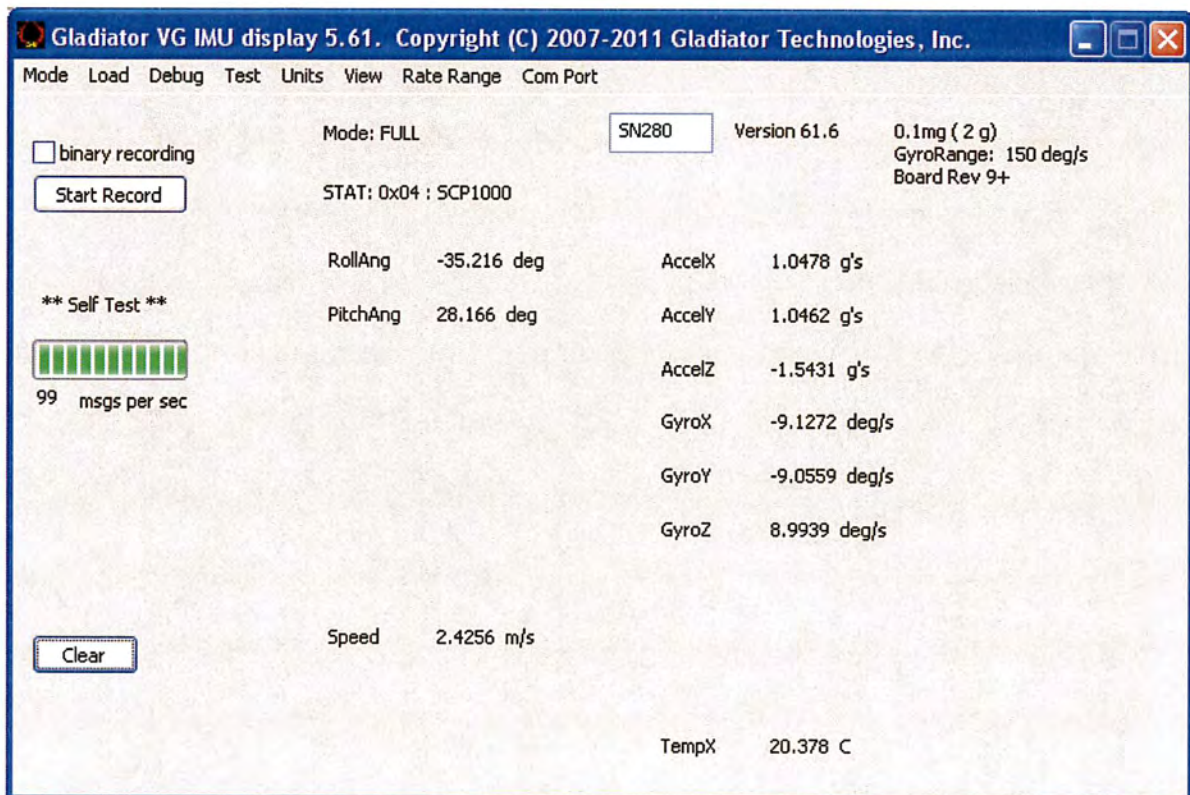 Gladiator VG IMU display 5.61. Copyright (C) 2007-2011 Gladiator Technologies, Inc.
Mode Load Debug Test Units View Rate Range Com Port
binary recording
Start Record
Mode: FULL
SN280
Version 61.6
0.1mg ( 2 g)
GyroRange: 150 deg/s
Board Rev 9+
STAT: 0x04 : SCP1000
** Self Test **
99 msgs per sec
RollAng -35.216 deg
PitchAng 28.166 deg
AccelX 1.0478 g's
AccelY 1.0462 g's
AccelZ -1.5431 g's
GyroX -9.1272 deg/s
GyroY -9.0559 deg/s
GyroZ 8.9939 deg/s
Clear
Speed 2.4256 m/s
TempX 20.378 C